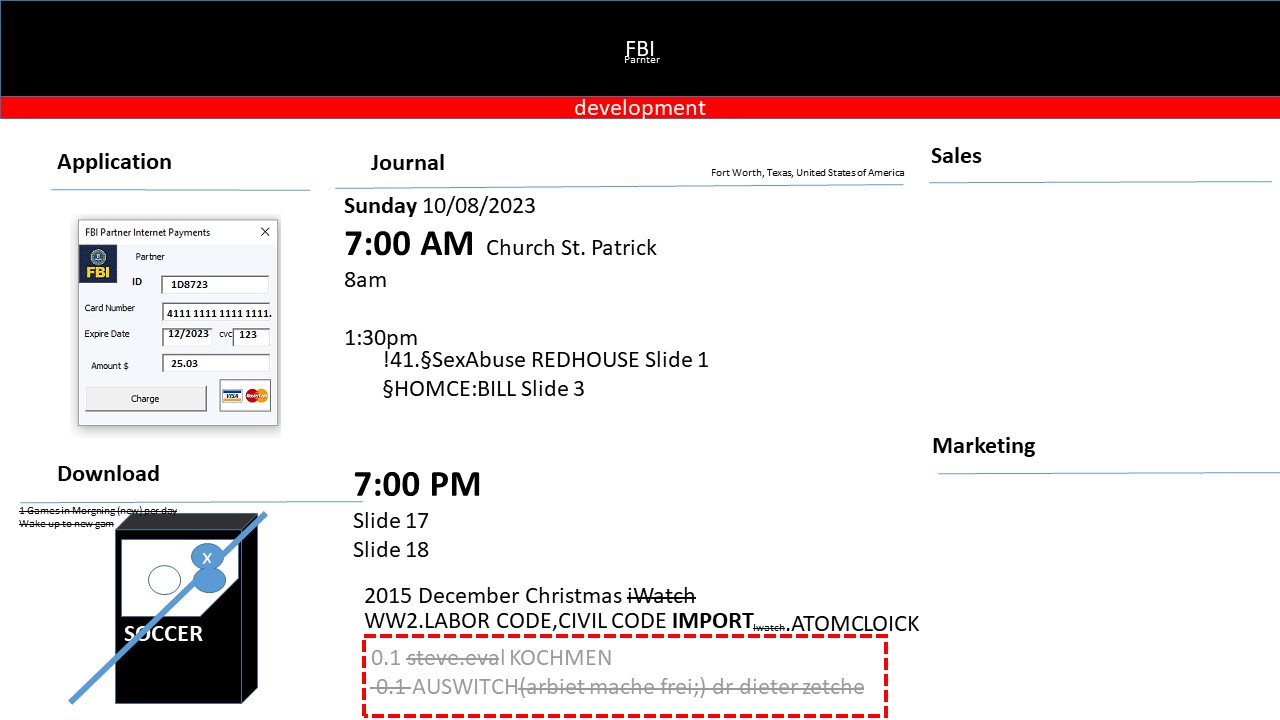 FBI
Parnter
development
Application
FBI Partner Internet Payments
FBI
Partner
ID
1D8723
Card Number
4111 1111 1111 1111.
Expire Date
12/2023
cvc
123
Amount $
25.03
Charge
VISA
MasterCard
Download
1 Games in Morgning (new) per day
Wake up to new gam
X
SOCCER
Journal
Fort Worth, Texas, United States of America
Sunday 10/08/2023
7:00 AM Church St. Patrick
8am
1:30pm
!41.§SexAbuse REDHOUSE Slide 1
§HOMCE:BILL Slide 3
7:00 PM
Slide 17
Slide 18
2015 December Christmas iWatch
WW2.LABOR CODE,CIVIL CODE IMPORT iwatch.ATOMCLOICK
0.1 steve.eval KOCHMEN
0.1 AUSWITCH(arbiet mache frei;) dr dieter zetche
Sales
Marketing